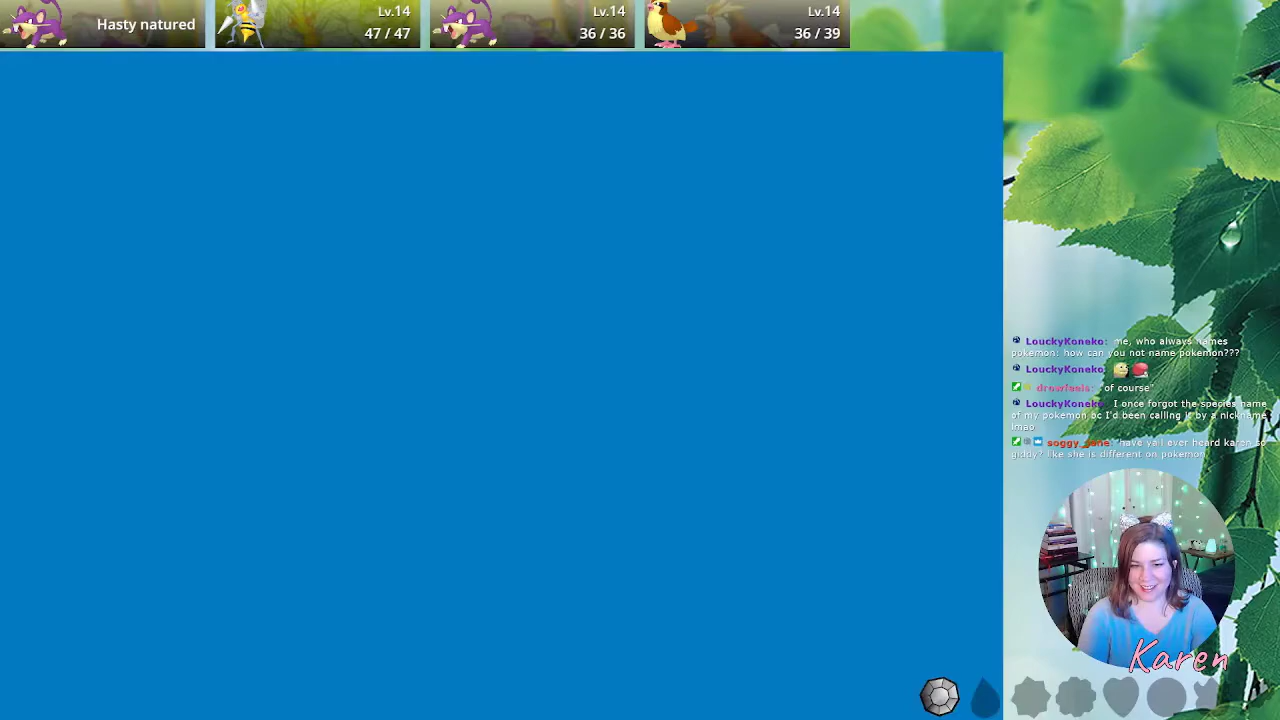 Hasty natured
Lv.14
47 / 47
Lv.14
36 / 36
Lv.14
36 / 39
LouckyKoneko: me, who always names
pokemon: how can you not name pokemon???
LouckyKoneko:
drowfaels: "of course"
LouckyKoneko: I once forgot the species name
of my pokemon bc I'd been calling it by a nickname
lmao
have yall ever heard karen so
giddy? like she is different on pokemon
Karen